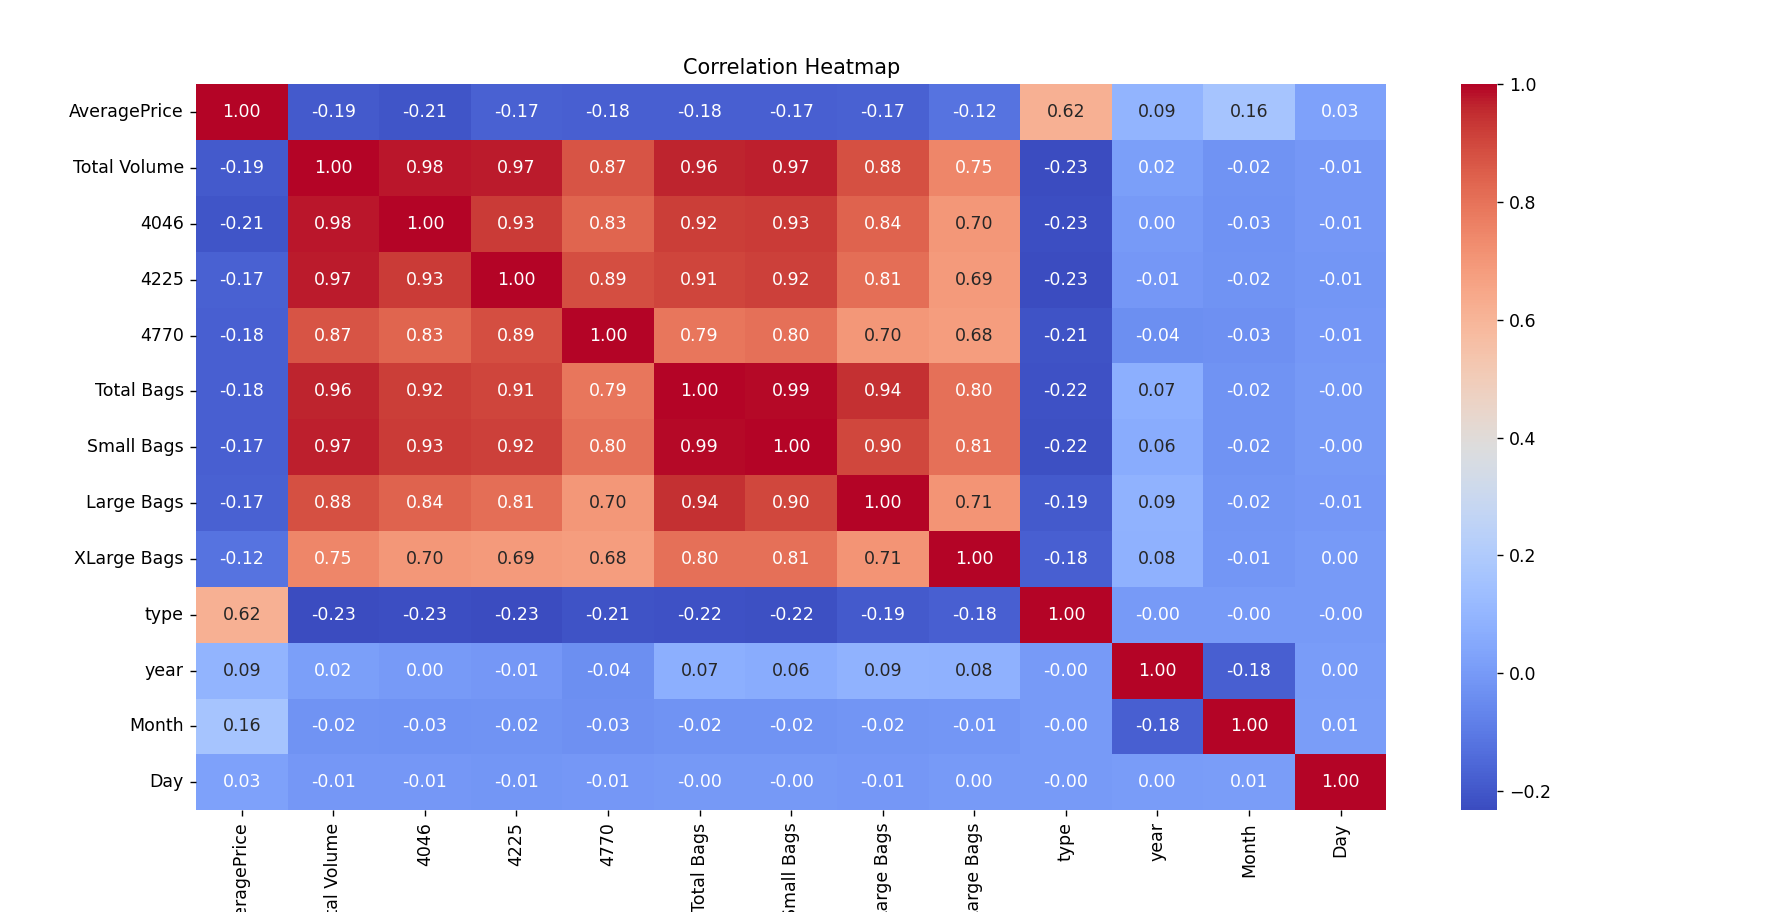 Correlation Heatmap
AveragePrice 1.00 -0.19 -0.21 -0.17 -0.18 -0.18 -0.17 -0.17 -0.12 0.62 0.09 0.16 0.03
Total Volume -0.19 1.00 0.98 0.97 0.87 0.96 0.97 0.88 0.75 -0.23 0.02 -0.02 -0.01
4046 -0.21 0.98 1.00 0.93 0.83 0.92 0.93 0.84 0.70 -0.23 0.00 -0.03 -0.01
4225 -0.17 0.97 0.93 1.00 0.89 0.91 0.92 0.81 0.69 -0.23 -0.01 -0.02 -0.01
4770 -0.18 0.87 0.83 0.89 1.00 0.79 0.80 0.70 0.68 -0.21 -0.04 -0.03 -0.01
Total Bags -0.18 0.96 0.92 0.91 0.79 1.00 0.99 0.94 0.80 -0.22 0.07 -0.02 -0.00
Small Bags -0.17 0.97 0.93 0.92 0.80 0.99 1.00 0.90 0.81 -0.22 0.06 -0.02 -0.00
Large Bags -0.17 0.88 0.84 0.81 0.70 0.94 0.90 1.00 0.71 -0.19 0.09 -0.02 -0.01
XLarge Bags -0.12 0.75 0.70 0.69 0.68 0.80 0.81 0.71 1.00 -0.18 0.08 -0.01 0.00
type 0.62 -0.23 -0.23 -0.23 -0.21 -0.22 -0.22 -0.19 -0.18 1.00 -0.00 -0.00 -0.00
year 0.09 0.02 0.00 -0.01 -0.04 0.07 0.06 0.09 0.08 -0.00 1.00 -0.18 0.00
Month 0.16 -0.02 -0.03 -0.02 -0.03 -0.02 -0.02 -0.02 -0.01 -0.00 -0.18 1.00 0.01
Day 0.03 -0.01 -0.01 -0.01 -0.01 -0.00 -0.00 -0.01 0.00 -0.00 0.00 0.01 1.00
eragePrice
tal Volume
4046
4225
4770
Total Bags
Small Bags
arge Bags
arge Bags
type
year
Month
Day
1.0
0.8
0.6
0.4
0.2
0.0
−0.2